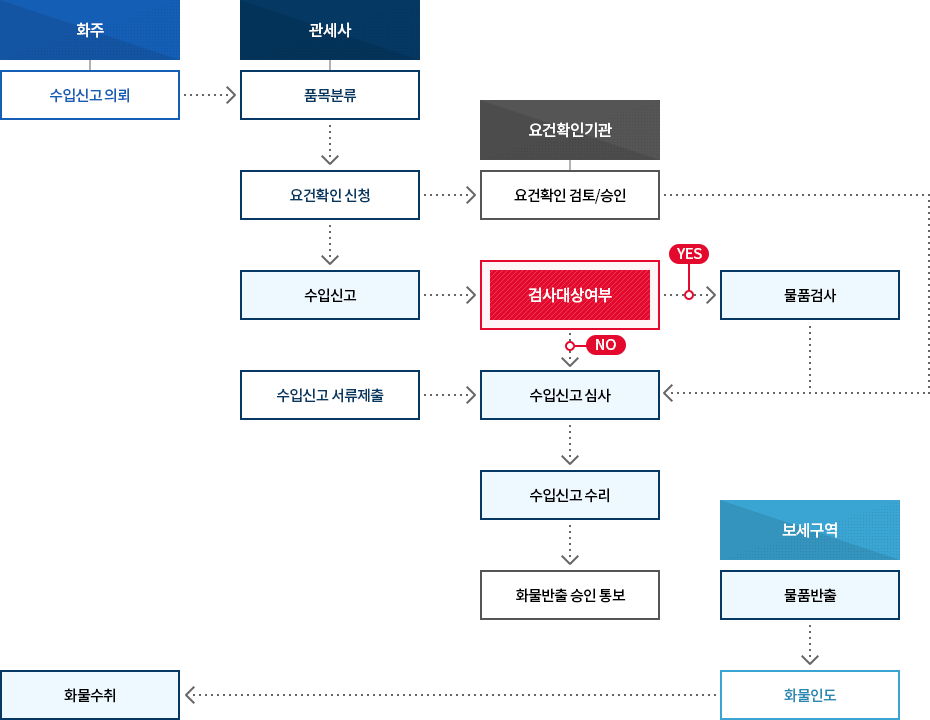 화주
관세사
수입신고 의뢰
품목분류
요건확인기관
요건확인 신청
요건확인 검토/승인
YES
수입신고
검사대상여부
물품검사
NO
수입신고 서류제출
수입신고 심사
수입신고 수리
보세구역
화물반출 승인 통보
물품반출
화물수취
화물인도